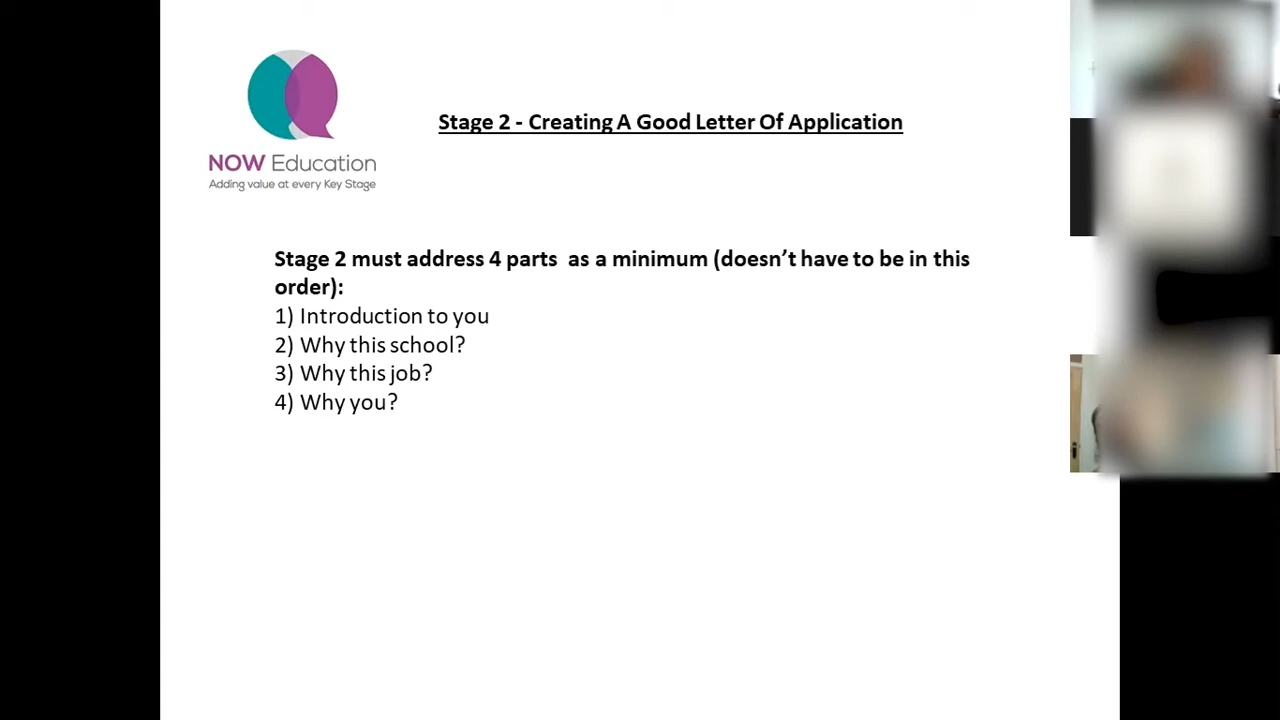 NOW Education
Adding value at every Key Stage
Stage 2 - Creating A Good Letter Of Application
Stage 2 must address 4 parts  as a minimum (doesn’t have to be in this
order):
1) Introduction to you
2) Why this school?
3) Why this job?
4) Why you?